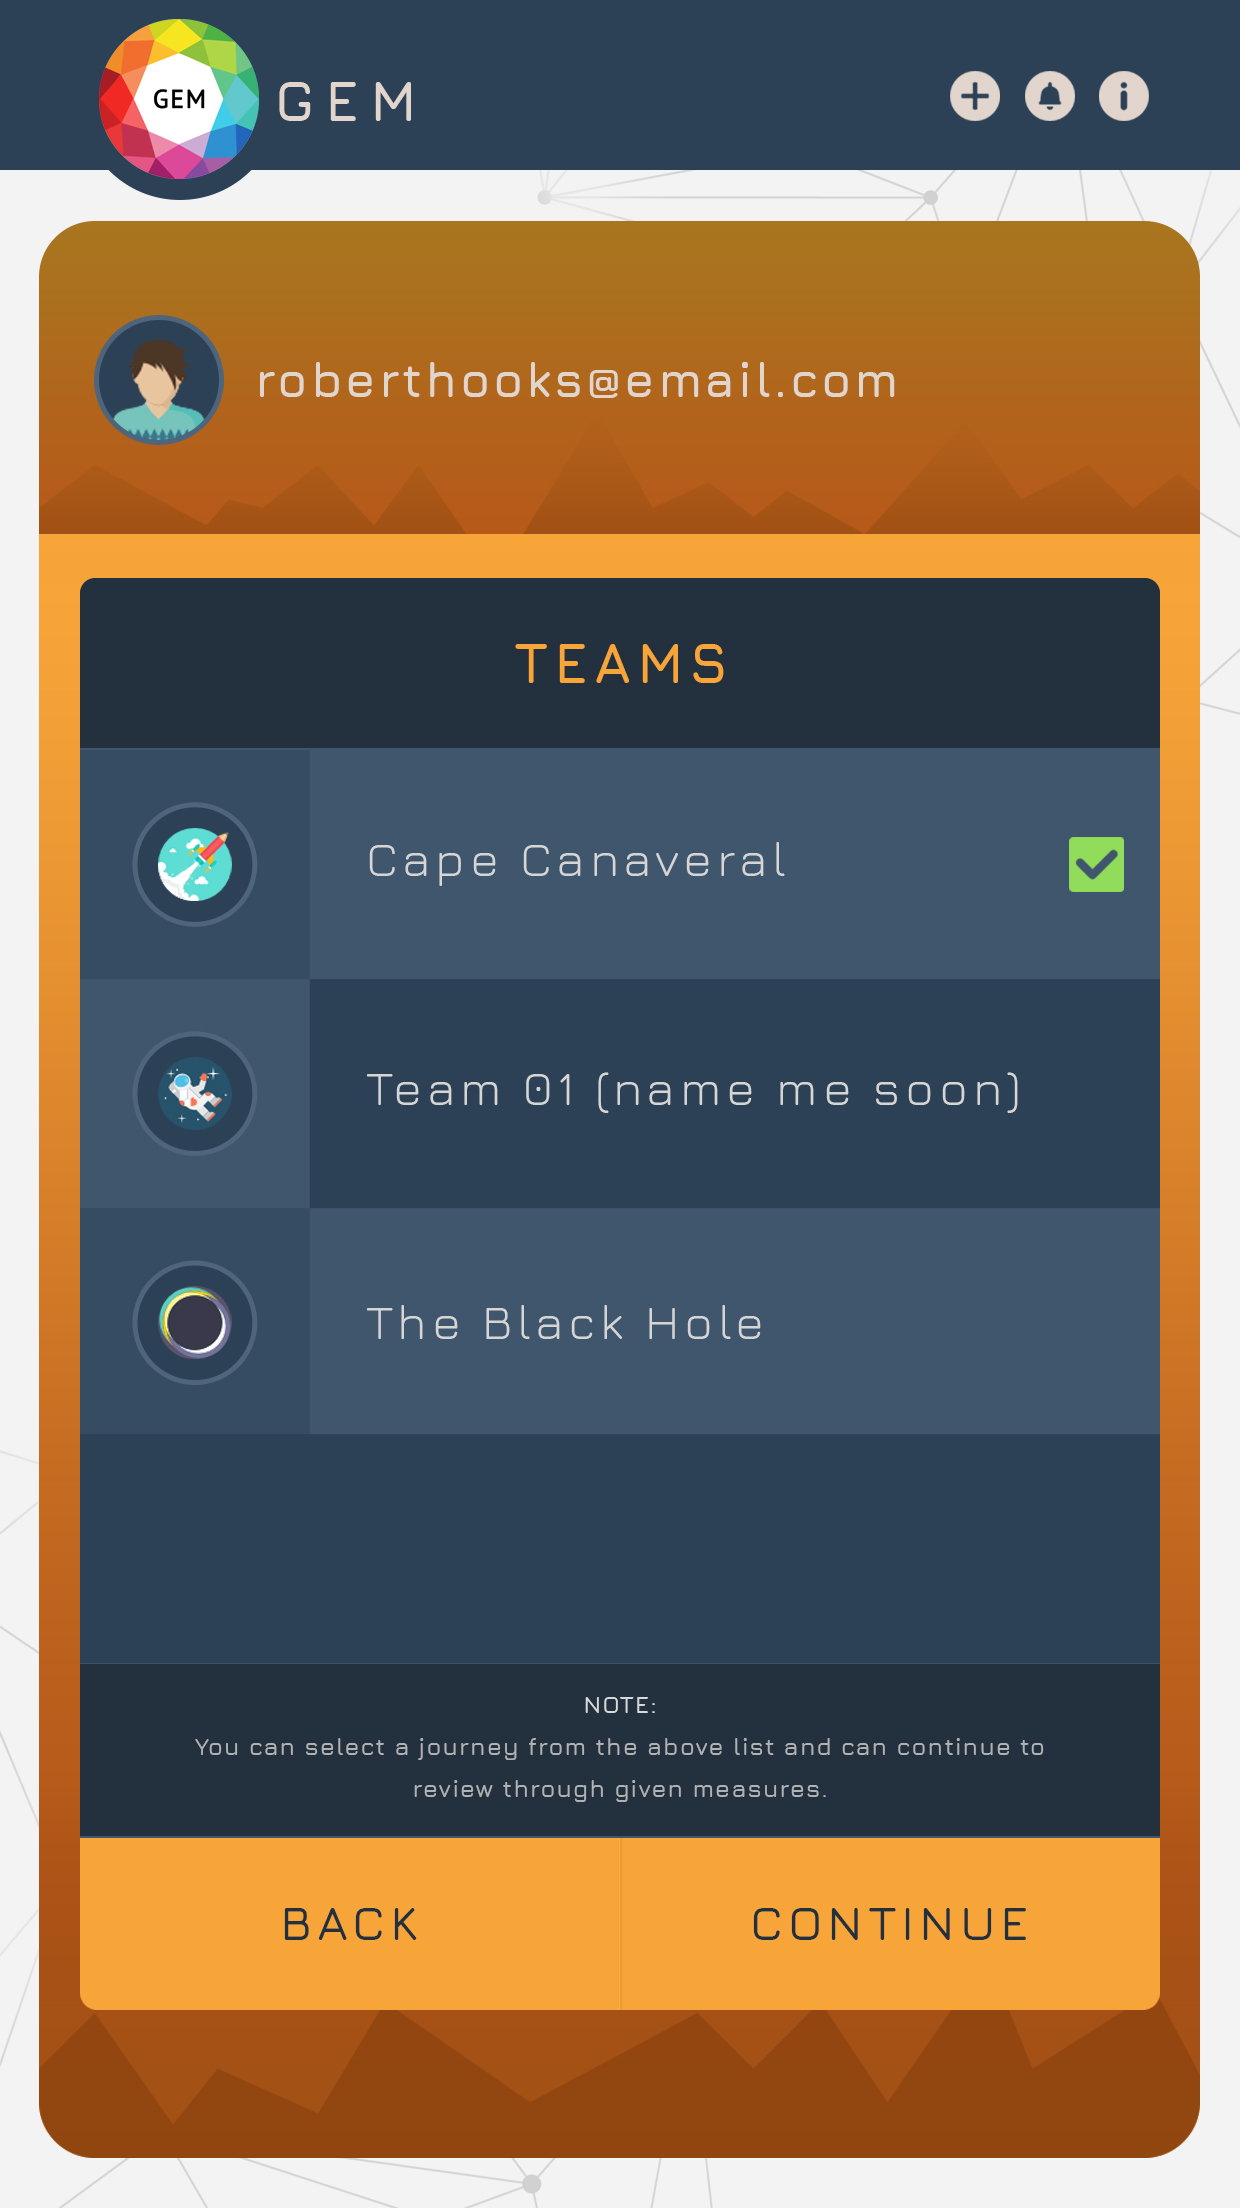 GEM
GEM
roberthooks@email.com
TEAMS
Cape Canaveral
Team 01 (name me soon)
The Black Hole
NOTE:
You can select a journey from the above list and can continue to
review through given measures.
BACK
CONTINUE